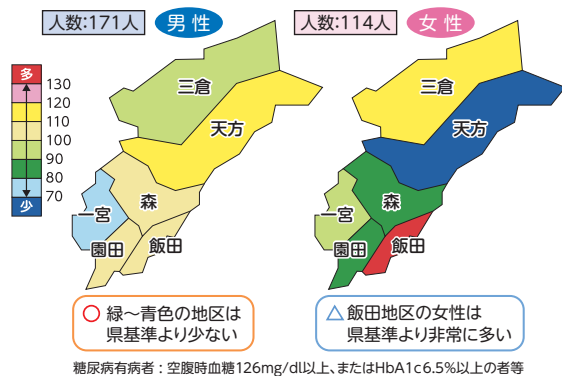 人数:171人 男性
人数:114人 女性
多
130
120
110
100
90
80
70
少
三倉
天方
森
一宮
園田
飯田
三倉
天方
森
一宮
園田
飯田
○緑～青色の地区は
県基準より少ない
△飯田地区の女性は
県基準より非常に多い
糖尿病有病者：空腹時血糖126mg/dl以上、またはHbA1c6.5%以上の者等